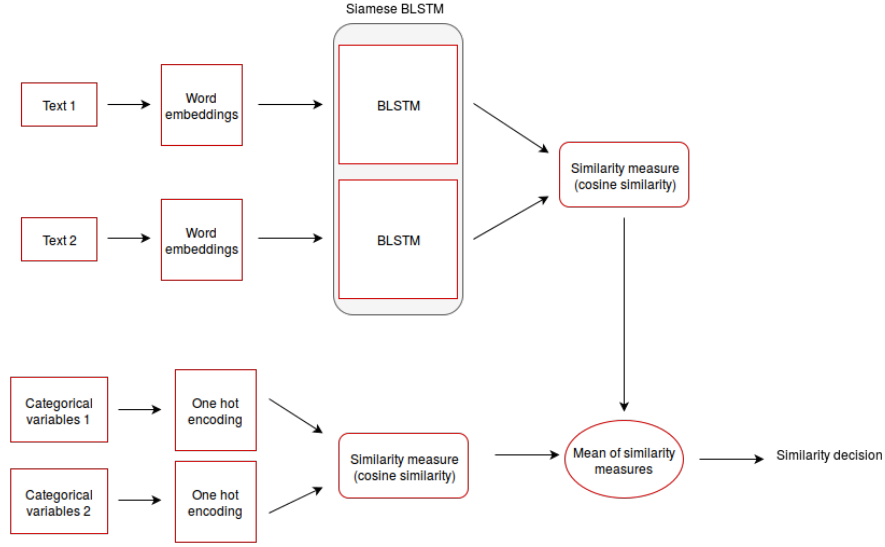 Siamese BLSTM
Text 1
Word
embeddings
BLSTM
Similarity measure
(cosine similarity)
Text 2
Word
embeddings
BLSTM
Categorical
variables 1
One hot
encoding
Similarity measure
(cosine similarity)
Mean of similarity
measures
Similarity decision
Categorical
variables 2
One hot
encoding